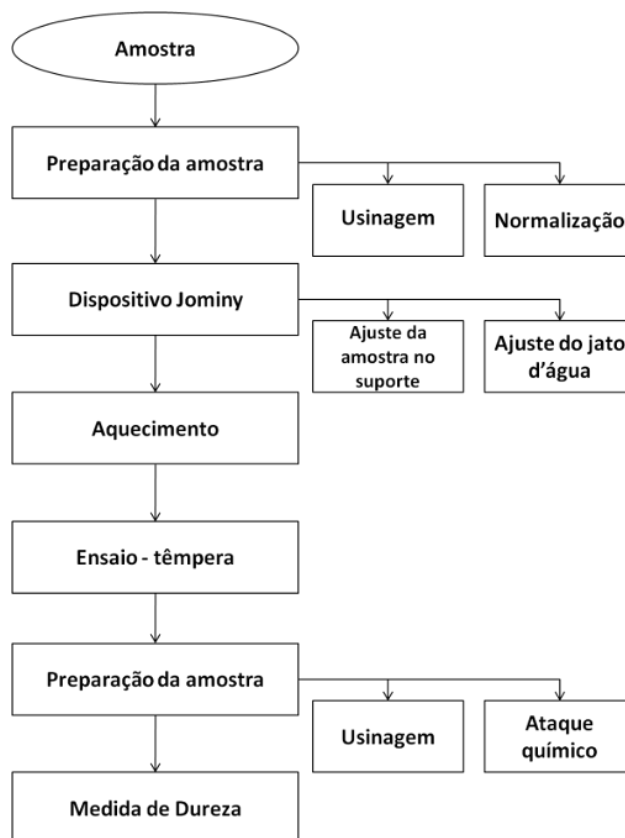 Amostra
Preparação da amostra
Usinagem
Normalização
Dispositivo Jominy
Ajuste da
amostra no
suporte
Ajuste do jato
d'água
Aquecimento
Ensaio - têmpera
Preparação da amostra
Usinagem
Ataque
químico
Medida de Dureza